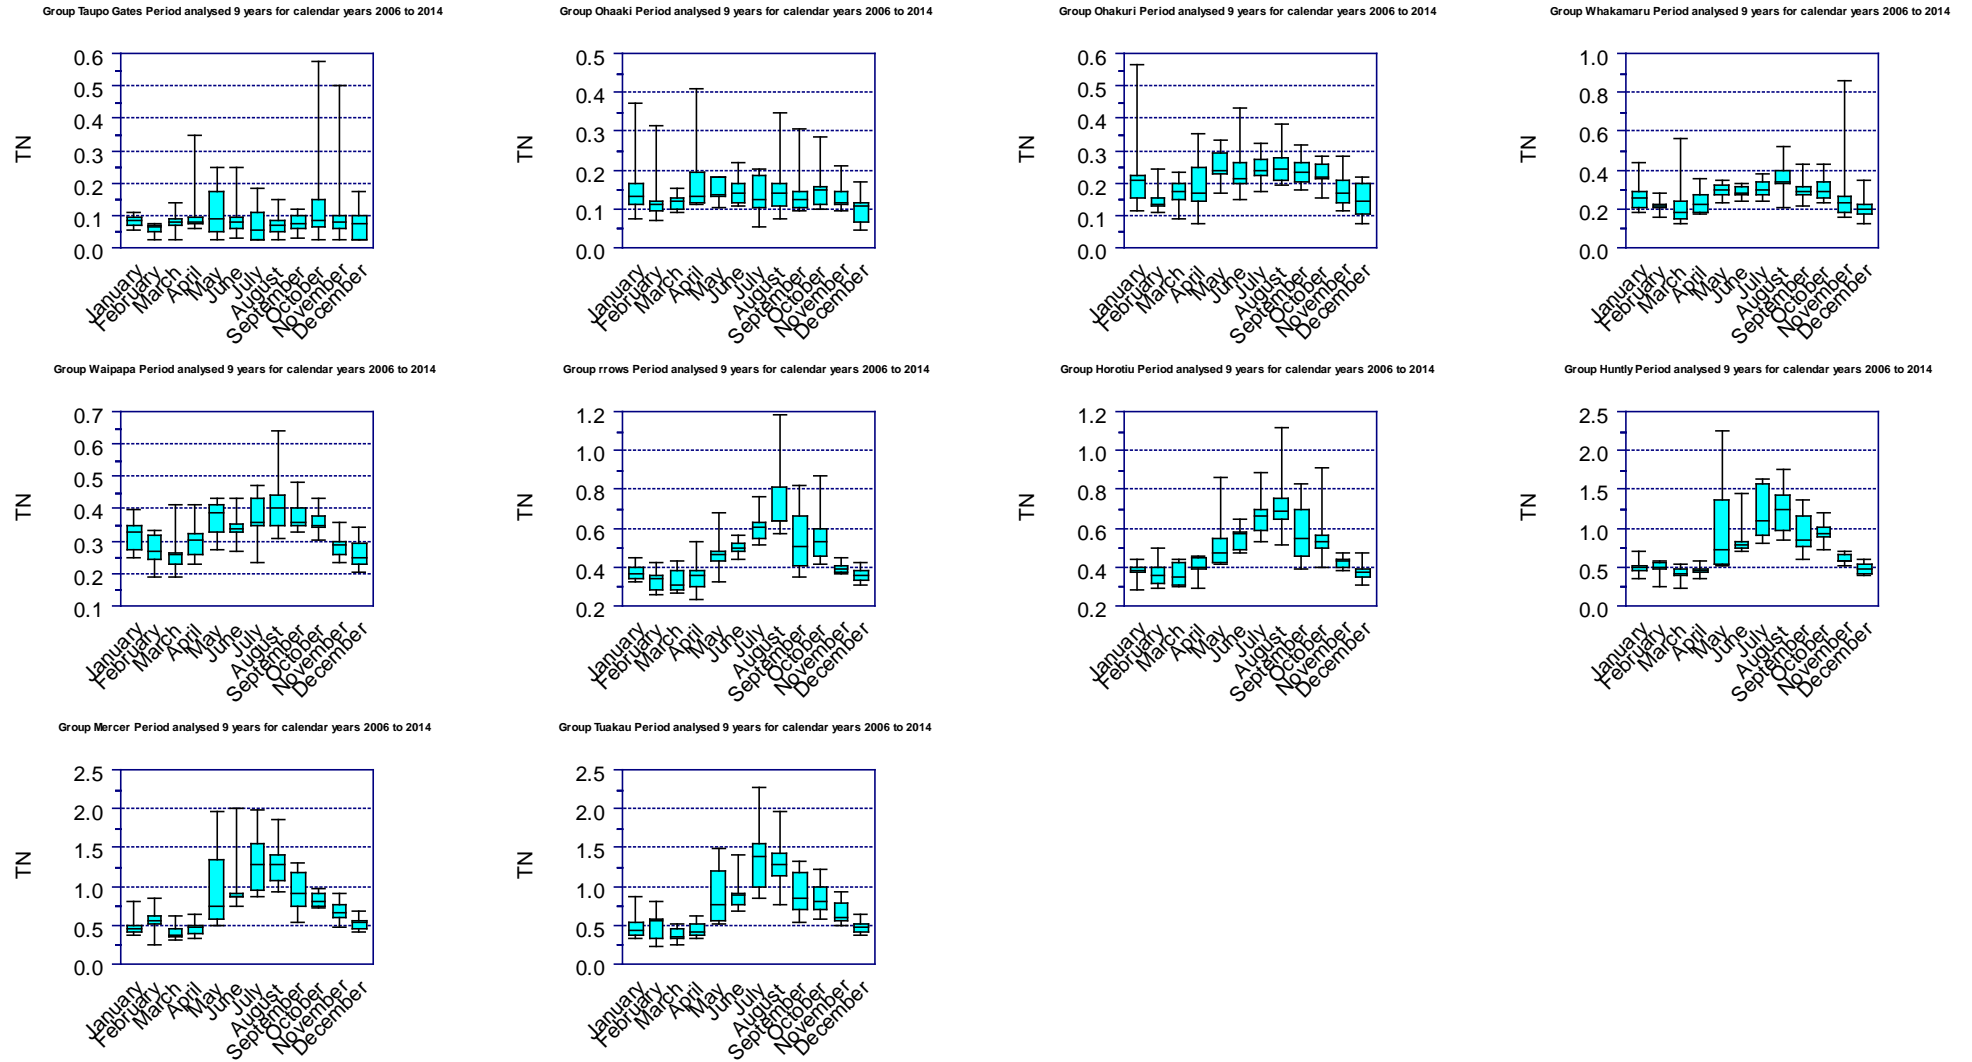 Group Taupo Gates Period analysed 9 years for calendar years 2006 to 2014
TN
0.6
0.5
0.4
0.3
0.2
0.1
0.0
January
February
March
April
May
June
July
August
September
October
November
December
Group Ohaaki Period analysed 9 years for calendar years 2006 to 2014
TN
0.5
0.4
0.3
0.2
0.1
0.0
January
February
March
April
May
June
July
August
September
October
November
December
Group Ohakuri Period analysed 9 years for calendar years 2006 to 2014
TN
0.6
0.5
0.4
0.3
0.2
0.1
0.0
January
February
March
April
May
June
July
August
September
October
November
December
Group Whakamaru Period analysed 9 years for calendar years 2006 to 2014
TN
1.0
0.8
0.6
0.4
0.2
0.0
January
February
March
April
May
June
July
August
September
October
November
December
Group Waipapa Period analysed 9 years for calendar years 2006 to 2014
TN
0.7
0.6
0.5
0.4
0.3
0.2
0.1
January
February
March
April
May
June
July
August
September
October
November
December
Group rrows Period analysed 9 years for calendar years 2006 to 2014
TN
1.2
1.0
0.8
0.6
0.4
0.2
January
February
March
April
May
June
July
August
September
October
November
December
Group Horotiu Period analysed 9 years for calendar years 2006 to 2014
TN
1.2
1.0
0.8
0.6
0.4
0.2
January
February
March
April
May
June
July
August
September
October
November
December
Group Huntly Period analysed 9 years for calendar years 2006 to 2014
TN
2.5
2.0
1.5
1.0
0.5
0.0
January
February
March
April
May
June
July
August
September
October
November
December
Group Mercer Period analysed 9 years for calendar years 2006 to 2014
TN
2.5
2.0
1.5
1.0
0.5
0.0
January
February
March
April
May
June
July
August
September
October
November
December
Group Tuakau Period analysed 9 years for calendar years 2006 to 2014
TN
2.5
2.0
1.5
1.0
0.5
0.0
January
February
March
April
May
June
July
August
September
October
November
December